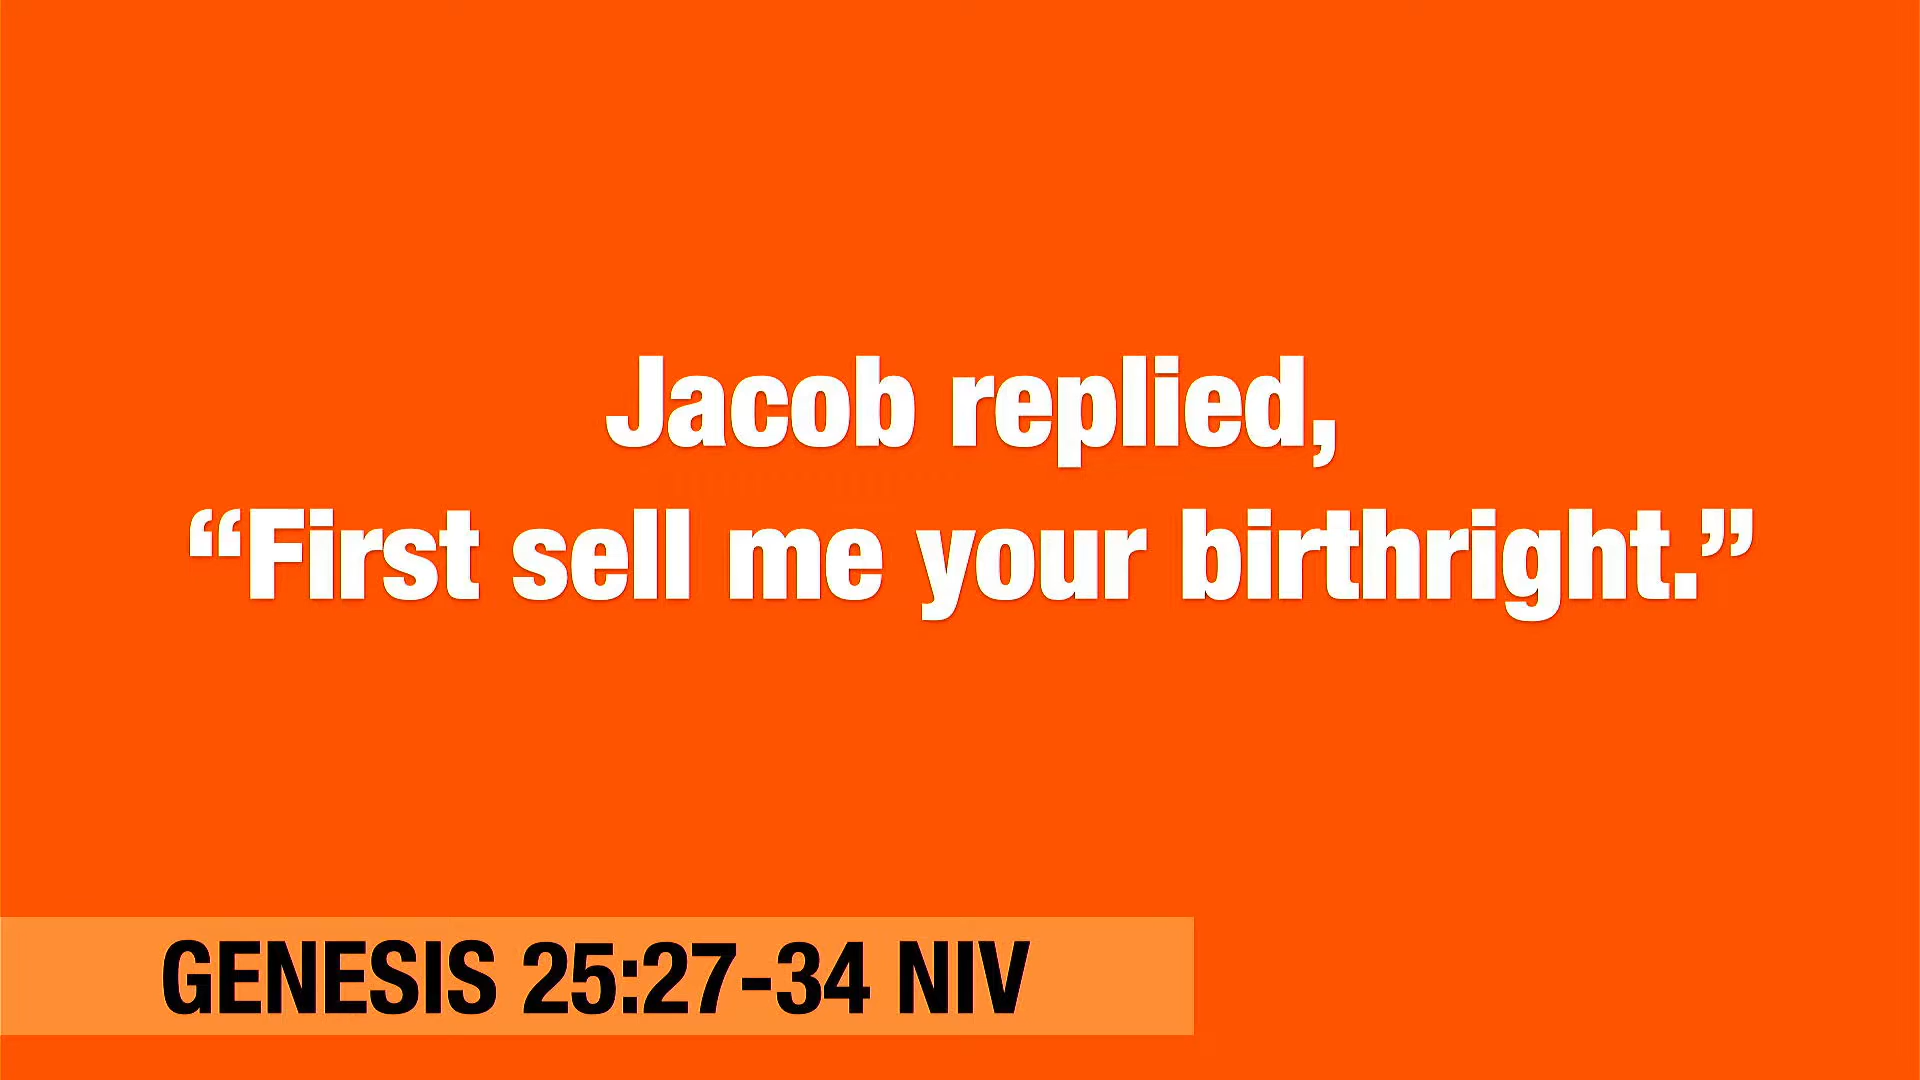 Jacob replied,
“First sell me your birthright.”
GENESIS 25:27-34 NIV